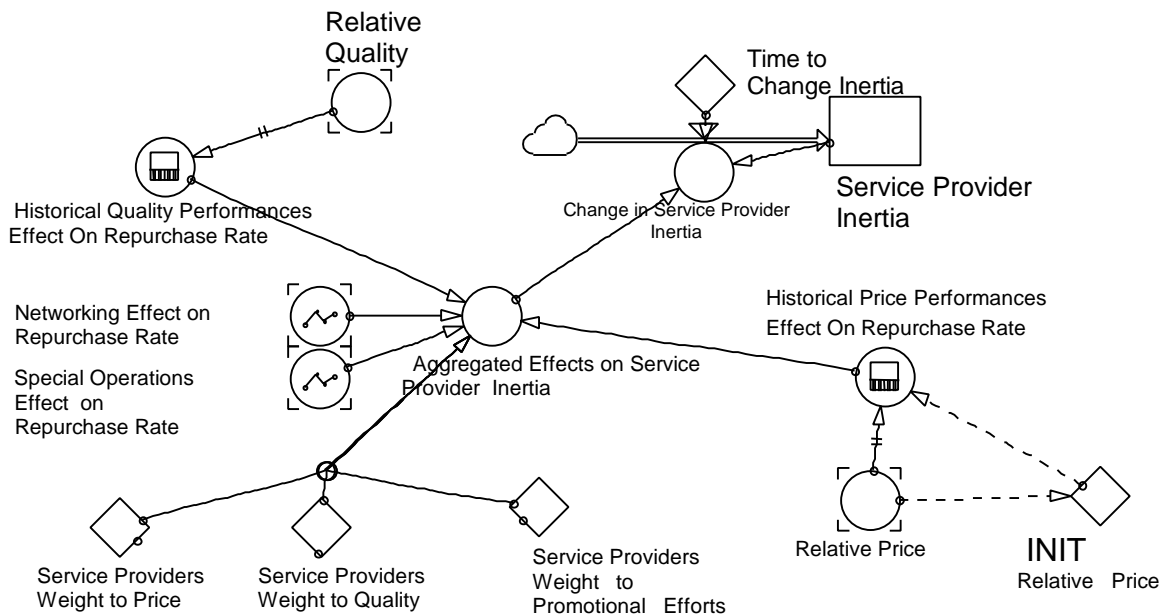 Relative
Quality
Time to
Change Inertia
Service Provider
Inertia
Change in Service Provider
Inertia
Historical Quality Performances
Effect On Repurchase Rate
Networking Effect on
Repurchase Rate
Special Operations
Effect on
Repurchase Rate
Aggregated Effects on Service
Provider Inertia
Historical Price Performances
Effect On Repurchase Rate
Relative Price
INIT
Relative Price
Service Providers
Weight to Price
Service Providers
Weight to Quality
Service Providers
Weight to
Promotional Efforts